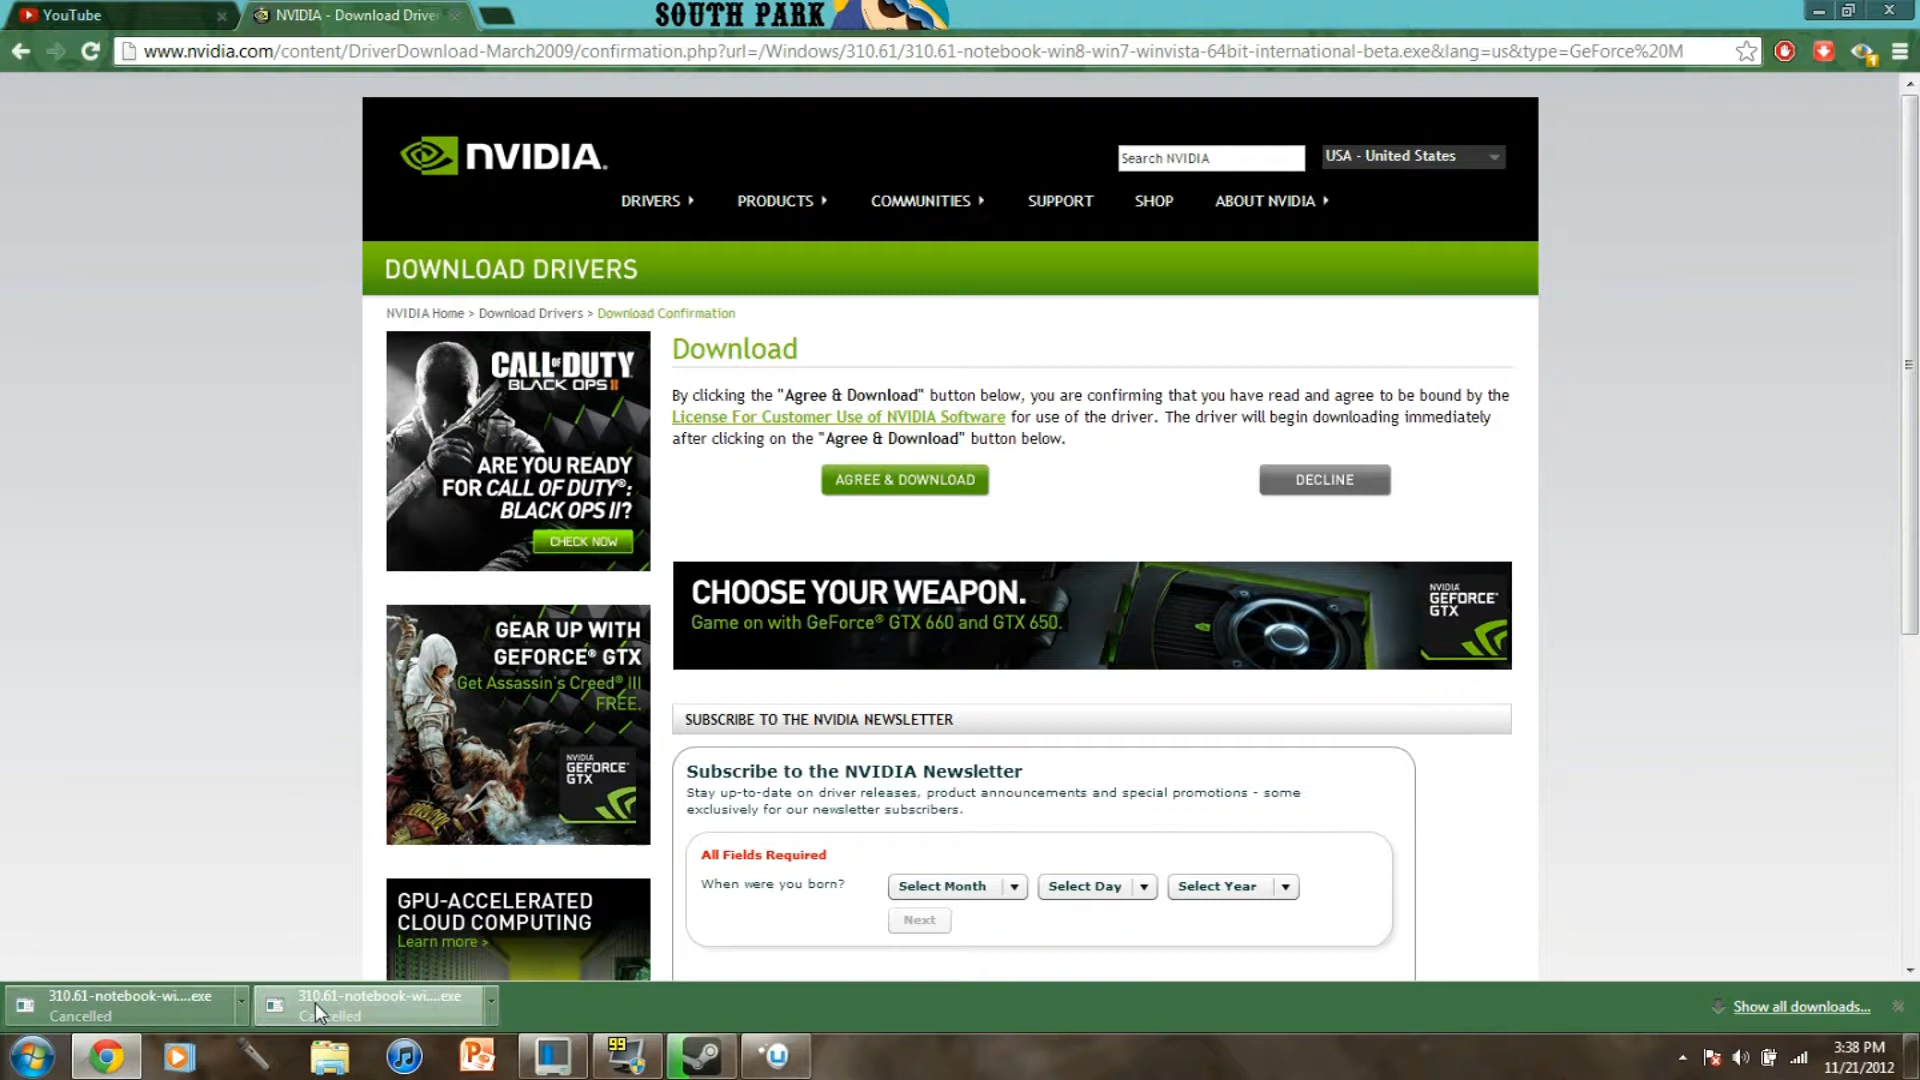 YouTube
NVIDIA - Download Driver
SOUTH PARK
www.nvidia.com/content/DriverDownload-March2009/confirmation.php?url=/Windows/310.61/310.61-notebook-win8-win7-winvista-64bit-international-beta.exe&lang=us&type=GeForce%20M
NVIDIA.
Search NVIDIA
USA - United States
DRIVERS
PRODUCTS
COMMUNITIES
SUPPORT
SHOP
ABOUT NVIDIA
DOWNLOAD DRIVERS
NVIDIA Home > Download Drivers > Download Confirmation
CALL OF DUTY
BLACK OPS II
ARE YOU READY
FOR CALL OF DUTY®:
BLACK OPS II?
CHECK NOW
Download
By clicking the "Agree & Download" button below, you are confirming that you have read and agree to be bound by the
License For Customer Use of NVIDIA Software for use of the driver. The driver will begin downloading immediately
after clicking on the "Agree & Download" button below.
AGREE & DOWNLOAD
DECLINE
CHOOSE YOUR WEAPON.
Game on with GeForce® GTX 660 and GTX 650.
NVIDIA
GEFORCE®
GTX
GEAR UP WITH
GEFORCE® GTX
Get Assassin's Creed® III
FREE.
NVIDIA
GEFORCE®
GTX
SUBSCRIBE TO THE NVIDIA NEWSLETTER
Subscribe to the NVIDIA Newsletter
Stay up-to-date on driver releases, product announcements and special promotions - some
exclusively for our newsletter subscribers.
All Fields Required
When were you born?
Select Month
Select Day
Select Year
Next
GPU-ACCELERATED
CLOUD COMPUTING
Learn more >
310.61-notebook-wi....exe
Cancelled
310.61-notebook-wi....exe
Cancelled
Show all downloads...
99
3:38 PM
11/21/2012